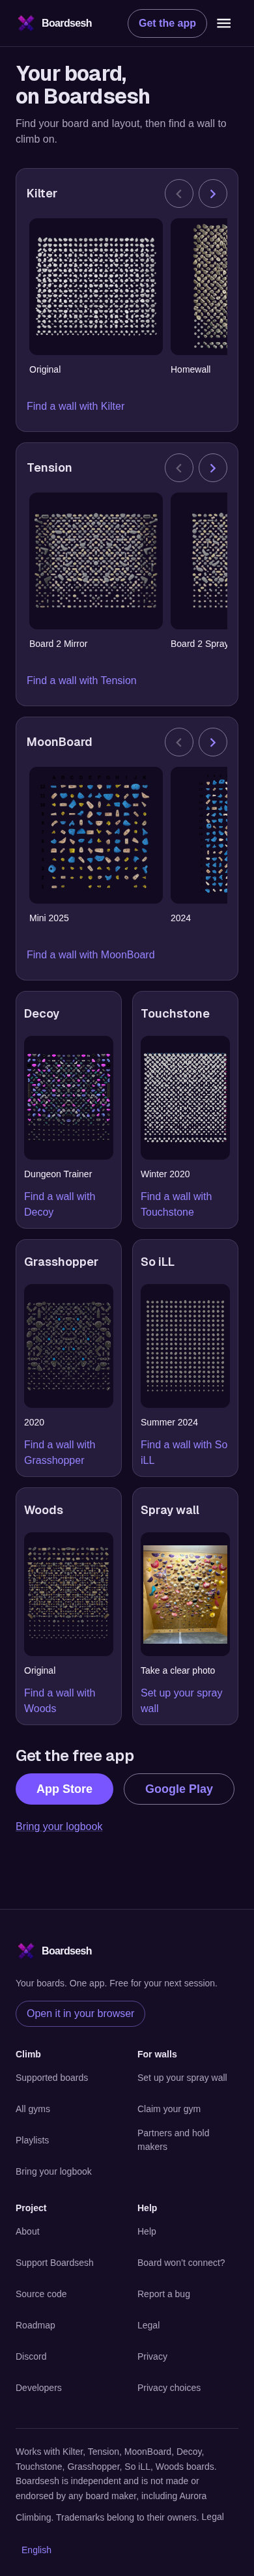 Boardsesh
Get the app
Your board,
on Boardsesh
Find your board and layout, then find a wall to
climb on.
Kilter
Original
Homewall
Find a wall with Kilter
Tension
Board 2 Mirror
Board 2 Spray
Find a wall with Tension
MoonBoard
Mini 2025
2024
Find a wall with MoonBoard
Decoy
Dungeon Trainer
Find a wall with
Decoy
Touchstone
Winter 2020
Find a wall with
Touchstone
Grasshopper
2020
Find a wall with
Grasshopper
So iLL
Summer 2024
Find a wall with So
iLL
Woods
Original
Find a wall with
Woods
Spray wall
Take a clear photo
Set up your spray
wall
Get the free app
App Store
Google Play
Bring your logbook
Boardsesh
Your boards. One app. Free for your next session.
Open it in your browser
Climb
Supported boards
All gyms
Playlists
Bring your logbook
For walls
Set up your spray wall
Claim your gym
Partners and hold
makers
Project
About
Support Boardsesh
Source code
Roadmap
Discord
Developers
Help
Help
Board won't connect?
Report a bug
Legal
Privacy
Privacy choices
Works with Kilter, Tension, MoonBoard, Decoy,
Touchstone, Grasshopper, So iLL, Woods boards.
Boardsesh is independent and is not made or
endorsed by any board maker, including Aurora
Climbing. Trademarks belong to their owners. Legal
English